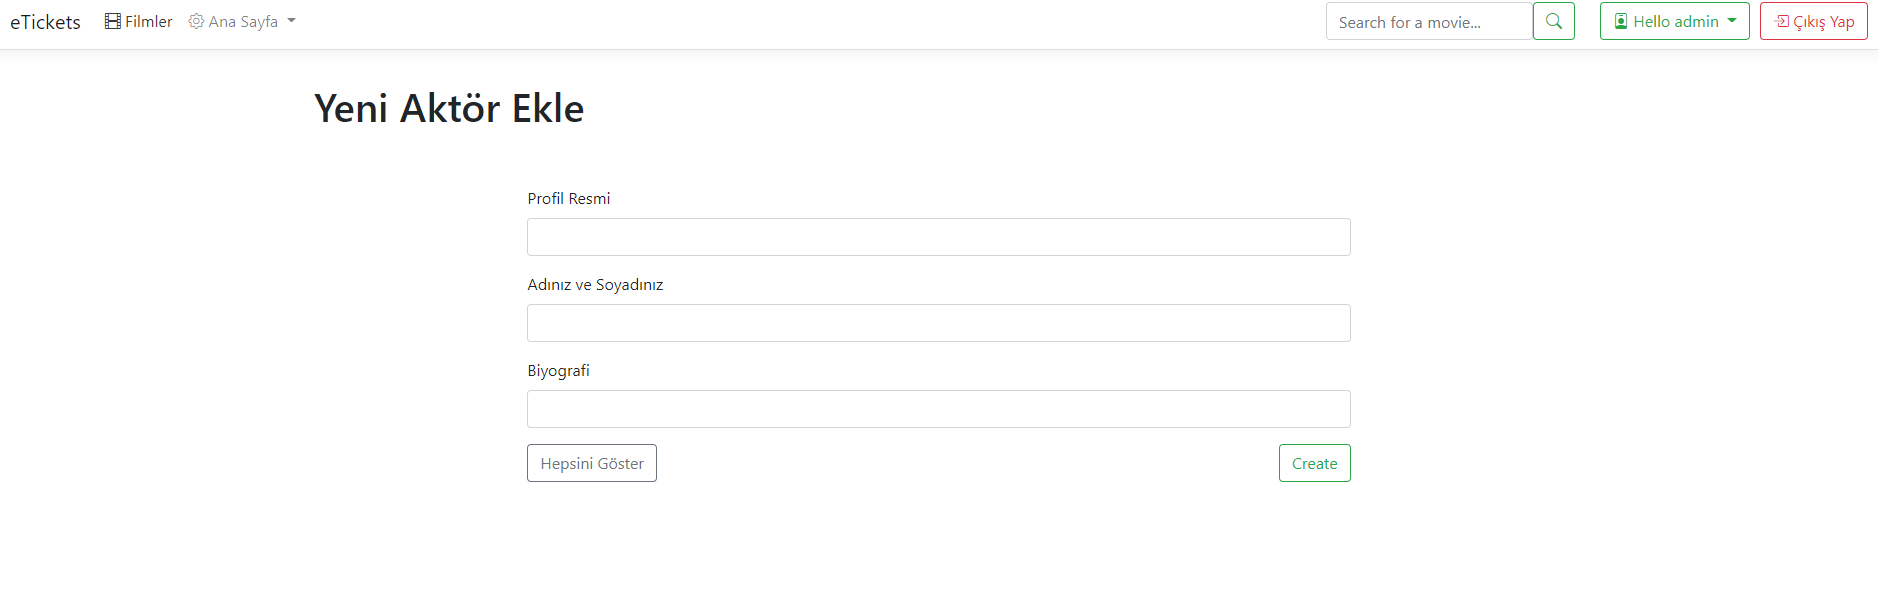 eTickets Filmler Ana Sayfa Search for a movie... Hello admin Çıkış Yap
Yeni Aktör Ekle
Profil Resmi
Adınız ve Soyadınız
Biyografi
Hepsini Göster Create